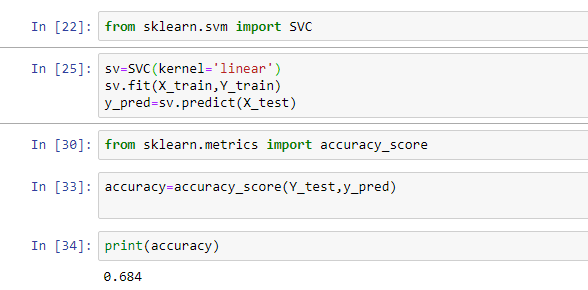 In [22]: from sklearn.svm import SVC
In [25]: sv=SVC(kernel='linear')
sv.fit(X_train,Y_train)
y_pred=sv.predict(X_test)
In [30]: from sklearn.metrics import accuracy_score
In [33]: accuracy=accuracy_score(Y_test,y_pred)
In [34]: print(accuracy)
0.684